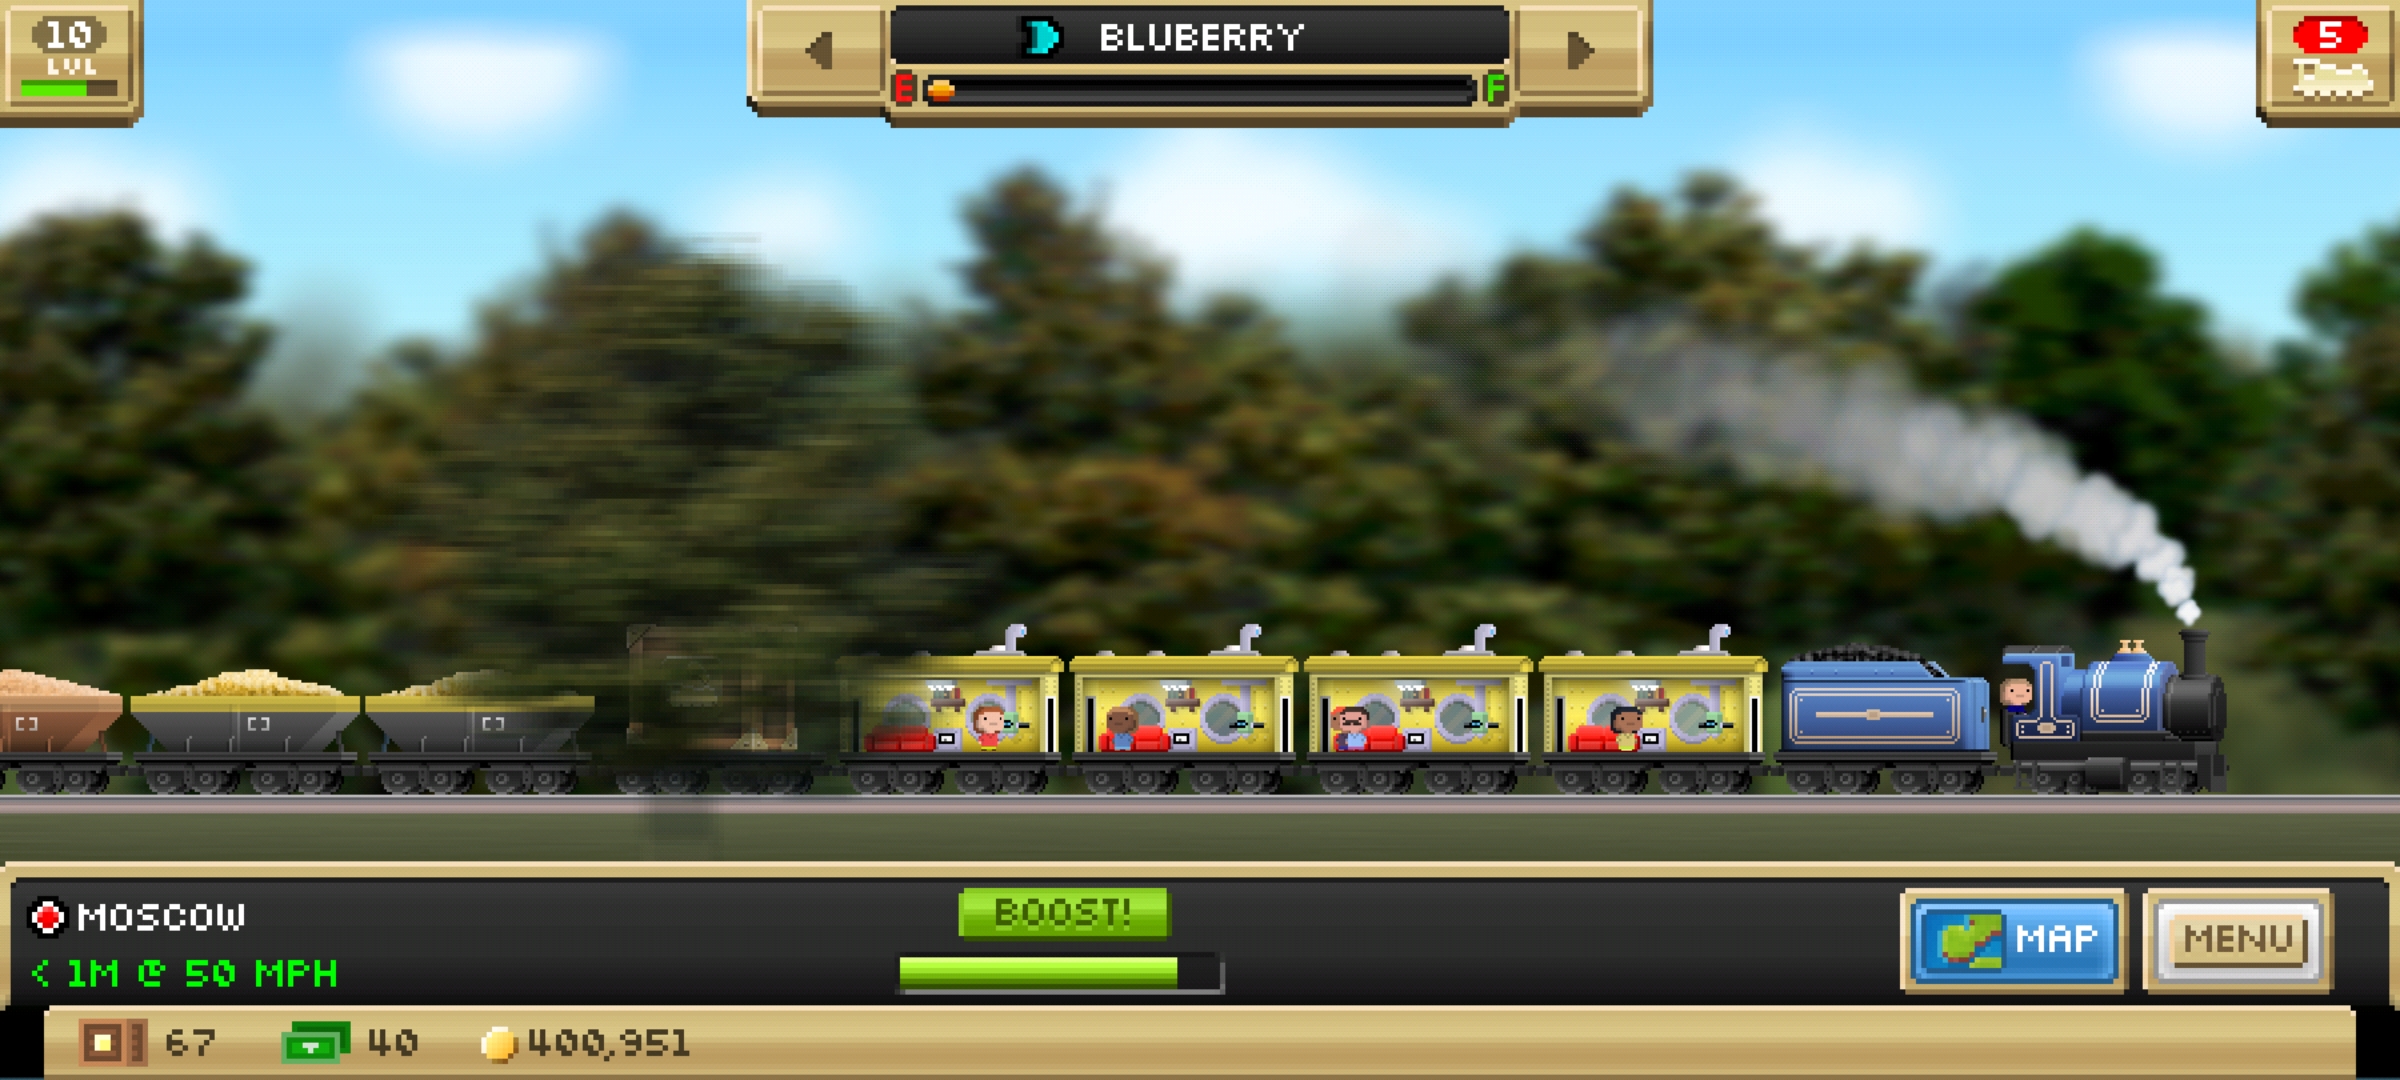 10
LVL
BLUBERRY
E F
5
MOSCOW
< 1M @ 50 MPH
BOOST!
MAP
MENU
67
40
400,951